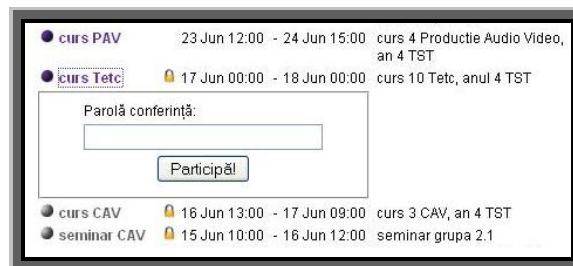 curs PAV 23 Jun 12:00 - 24 Jun 15:00 curs 4 Productie Audio Video,
an 4 TST
curs Tetc 17 Jun 00:00 - 18 Jun 00:00 curs 10 Tetc, anul 4 TST
Parolă conferință:
Participă!
curs CAV 16 Jun 13:00 - 17 Jun 09:00 curs 3 CAV, an 4 TST
seminar CAV 15 Jun 10:00 - 16 Jun 12:00 seminar grupa 2.1